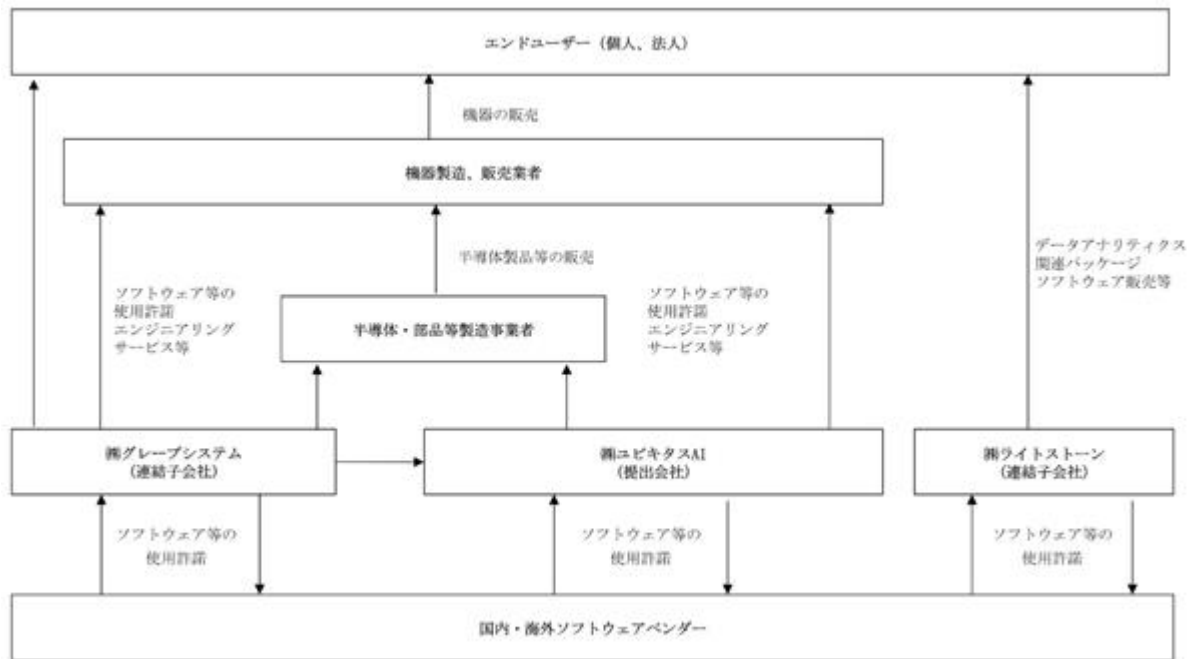 エンドユーザー（個人、法人）
機器の販売
機器製造、販売業者
半導体製品等の販売
データアナリティクス
関連パッケージ
ソフトウェア販売等
ソフトウェア等の
使用許諾
エンジニアリング
サービス等
ソフトウェア等の
使用許諾
エンジニアリング
サービス等
半導体・部品等製造事業者
㈱グレープシステム
（連結子会社）
㈱ユビキタスAI
（提出会社）
㈱ライトストーン
（連結子会社）
ソフトウェア等の
使用許諾
ソフトウェア等の
使用許諾
ソフトウェア等の
使用許諾
国内・海外ソフトウェアベンダー